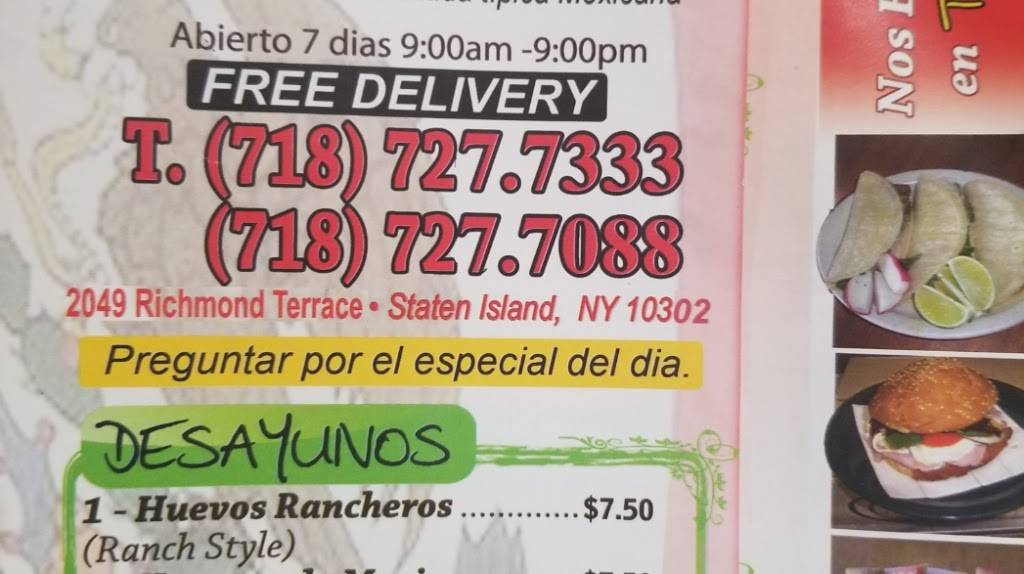 Mexicana
Abierto 7 dias 9:00am -9:00pm
FREE DELIVERY
T. (718) 727.7333
(718) 727.7088
2049 Richmond Terrace • Staten Island, NY 10302
Preguntar por el especial del dia.
DESAYUNOS
1 - Huevos Rancheros ............. $7.50
(Ranch Style)
Nos
en